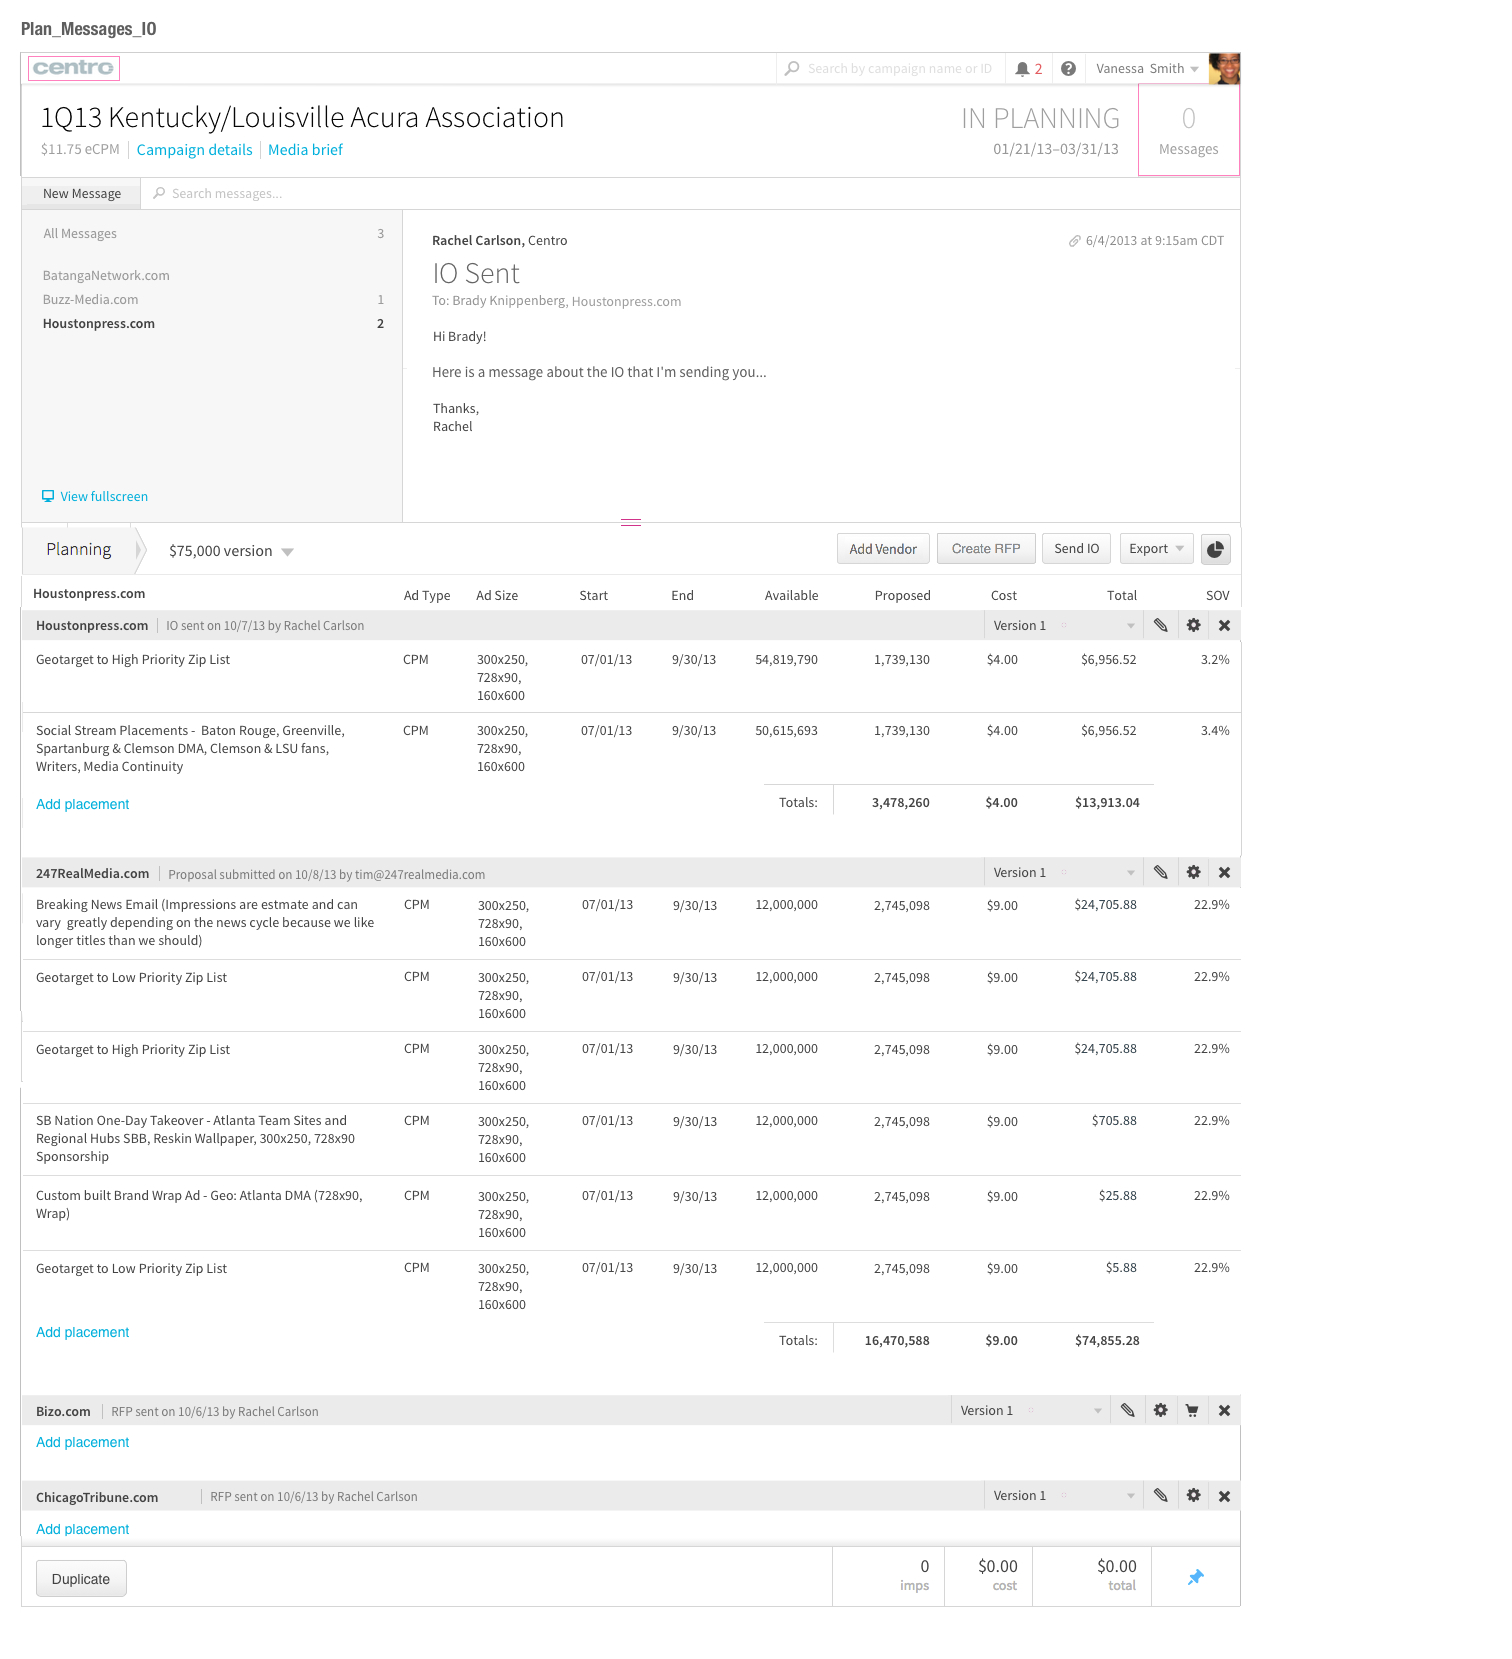 Plan_Messages_IO
centro
Search by campaign name or ID
2
Vanessa Smith
1Q13 Kentucky/Louisville Acura Association
IN PLANNING
0
$11.75 eCPM
Campaign details
Media brief
01/21/13–03/31/13
Messages
New Message
Search messages...
All Messages 3
BatangaNetwork.com
Buzz-Media.com 1
Houstonpress.com 2
View fullscreen
Rachel Carlson, Centro
6/4/2013 at 9:15am CDT
IO Sent
To: Brady Knippenberg, Houstonpress.com
Hi Brady!
Here is a message about the IO that I'm sending you...
Thanks,
Rachel
Planning
$75,000 version
Add Vendor
Create RFP
Send IO
Export
Houstonpress.com Ad Type Ad Size Start End Available Proposed Cost Total SOV
Houstonpress.com IO sent on 10/7/13 by Rachel Carlson Version 1
Geotarget to High Priority Zip List CPM 300x250, 07/01/13 9/30/13 54,819,790 1,739,130 $4.00 $6,956.52 3.2%
728x90,
160x600
Social Stream Placements - Baton Rouge, Greenville, CPM 300x250, 07/01/13 9/30/13 50,615,693 1,739,130 $4.00 $6,956.52 3.4%
Spartanburg & Clemson DMA, Clemson & LSU fans, 728x90,
Writers, Media Continuity 160x600
Add placement Totals: 3,478,260 $4.00 $13,913.04
247RealMedia.com Proposal submitted on 10/8/13 by tim@247realmedia.com Version 1
Breaking News Email (Impressions are estmate and can CPM 300x250, 07/01/13 9/30/13 12,000,000 2,745,098 $9.00 $24,705.88 22.9%
vary greatly depending on the news cycle because we like 728x90,
longer titles than we should) 160x600
Geotarget to Low Priority Zip List CPM 300x250, 07/01/13 9/30/13 12,000,000 2,745,098 $9.00 $24,705.88 22.9%
728x90,
160x600
Geotarget to High Priority Zip List CPM 300x250, 07/01/13 9/30/13 12,000,000 2,745,098 $9.00 $24,705.88 22.9%
728x90,
160x600
SB Nation One-Day Takeover - Atlanta Team Sites and CPM 300x250, 07/01/13 9/30/13 12,000,000 2,745,098 $9.00 $705.88 22.9%
Regional Hubs SBB, Reskin Wallpaper, 300x250, 728x90 728x90,
Sponsorship 160x600
Custom built Brand Wrap Ad - Geo: Atlanta DMA (728x90, CPM 300x250, 07/01/13 9/30/13 12,000,000 2,745,098 $9.00 $25.88 22.9%
Wrap) 728x90,
160x600
Geotarget to Low Priority Zip List CPM 300x250, 07/01/13 9/30/13 12,000,000 2,745,098 $9.00 $5.88 22.9%
728x90,
160x600
Add placement Totals: 16,470,588 $9.00 $74,855.28
Bizo.com RFP sent on 10/6/13 by Rachel Carlson Version 1
Add placement
ChicagoTribune.com RFP sent on 10/6/13 by Rachel Carlson Version 1
Add placement
Duplicate 0 $0.00 $0.00
imps cost total